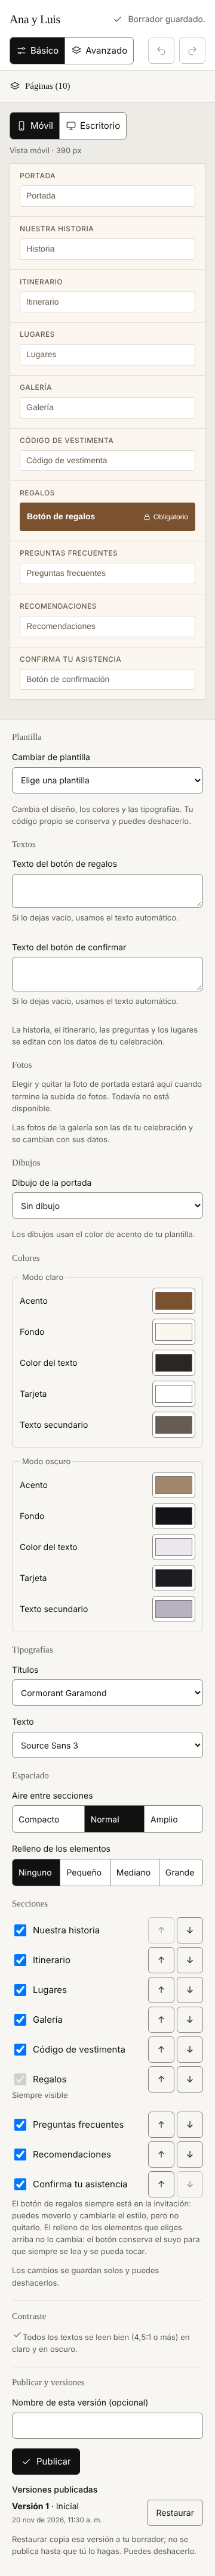 Ana y Luis
Borrador guardado.
Básico
Avanzado
Páginas (10)
Móvil
Escritorio
Vista móvil · 390 px
PORTADA
Portada
NUESTRA HISTORIA
Historia
ITINERARIO
Itinerario
LUGARES
Lugares
GALERÍA
Galería
CÓDIGO DE VESTIMENTA
Código de vestimenta
REGALOS
Botón de regalos
Obligatorio
PREGUNTAS FRECUENTES
Preguntas frecuentes
RECOMENDACIONES
Recomendaciones
CONFIRMA TU ASISTENCIA
Botón de confirmación
Plantilla
Cambiar de plantilla
Elige una plantilla
Cambia el diseño, los colores y las tipografías. Tu
código propio se conserva y puedes deshacerlo.
Textos
Texto del botón de regalos
Si lo dejas vacío, usamos el texto automático.
Texto del botón de confirmar
Si lo dejas vacío, usamos el texto automático.
La historia, el itinerario, las preguntas y los lugares
se editan con los datos de tu celebración.
Fotos
Elegir y quitar la foto de portada estará aquí cuando
termine la subida de fotos. Todavía no está
disponible.
Las fotos de la galería son las de tu celebración y
se cambian con sus datos.
Dibujos
Dibujo de la portada
Sin dibujo
Los dibujos usan el color de acento de tu plantilla.
Colores
Modo claro
Acento
Fondo
Color del texto
Tarjeta
Texto secundario
Modo oscuro
Acento
Fondo
Color del texto
Tarjeta
Texto secundario
Tipografías
Títulos
Cormorant Garamond
Texto
Source Sans 3
Espaciado
Aire entre secciones
Compacto
Normal
Amplio
Relleno de los elementos
Ninguno
Pequeño
Mediano
Grande
Secciones
Nuestra historia
Itinerario
Lugares
Galería
Código de vestimenta
Regalos
Siempre visible
Preguntas frecuentes
Recomendaciones
Confirma tu asistencia
El botón de regalos siempre está en la invitación:
puedes moverlo y cambiarle el estilo, pero no
quitarlo. El relleno de los elementos que eliges
arriba no lo cambia: el botón conserva el suyo para
que siempre se lea y se pueda tocar.
Los cambios se guardan solos y puedes
deshacerlos.
Contraste
Todos los textos se leen bien (4,5:1 o más) en
claro y en oscuro.
Publicar y versiones
Nombre de esta versión (opcional)
Publicar
Versiones publicadas
Versión 1 · Inicial
20 nov de 2026, 11:30 a. m.
Restaurar
Restaurar copia esa versión a tu borrador; no se
publica hasta que tú lo hagas. Puedes deshacerlo.